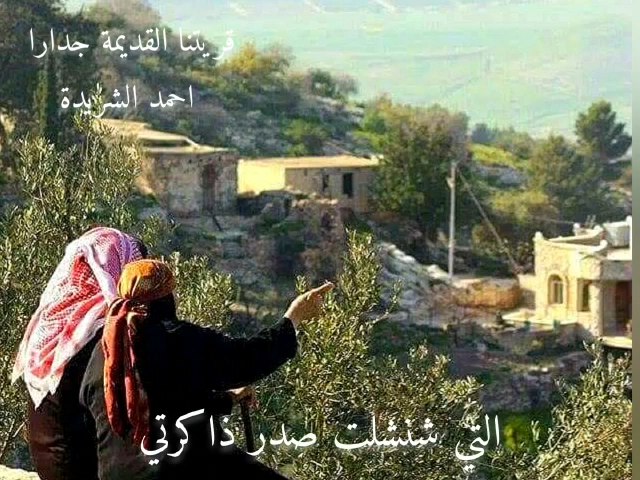 قريتنا القديمة جدارا
احمد الشريدة
التي شنشلت صدر ذاكرتي